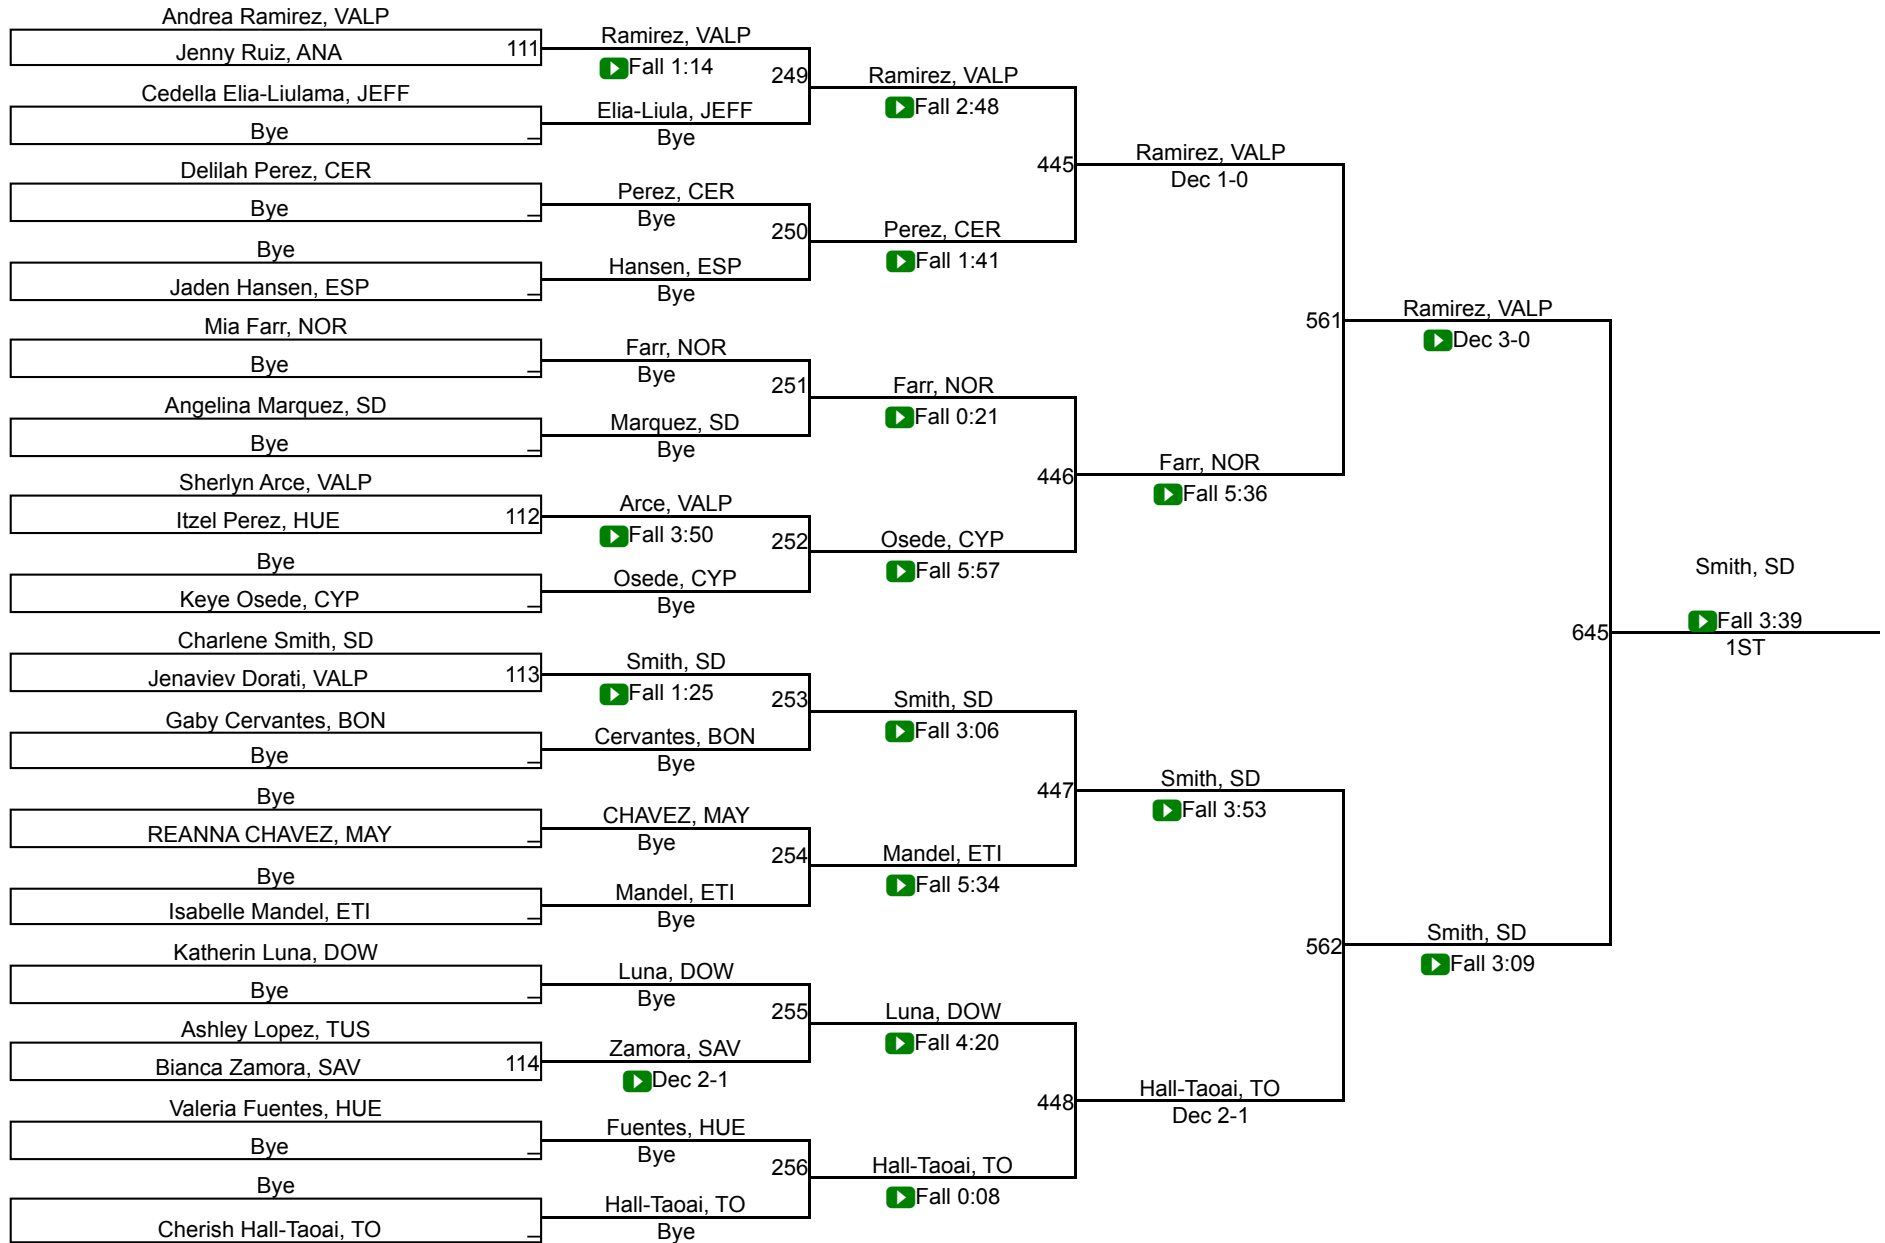 Andrea Ramirez, VALP
Jenny Ruiz, ANA 111
Cedella Elia-Liulama, JEFF
Bye _
Delilah Perez, CER
Bye _
Bye
Jaden Hansen, ESP _
Mia Farr, NOR
Bye _
Angelina Marquez, SD
Bye _
Sherlyn Arce, VALP
Itzel Perez, HUE 112
Bye
Keye Osede, CYP _
Charlene Smith, SD
Jenaviev Dorati, VALP 113
Gaby Cervantes, BON
Bye _
Bye
REANNA CHAVEZ, MAY _
Bye
Isabelle Mandel, ETI _
Katherin Luna, DOW
Bye _
Ashley Lopez, TUS
Bianca Zamora, SAV 114
Valeria Fuentes, HUE
Bye _
Bye
Cherish Hall-Taoai, TO _
Ramirez, VALP
Fall 1:14
249
Elia-Liula, JEFF
Bye
Perez, CER
Bye
250
Hansen, ESP
Bye
Farr, NOR
Bye
251
Marquez, SD
Bye
Arce, VALP
Fall 3:50
252
Osede, CYP
Bye
Smith, SD
Fall 1:25
253
Cervantes, BON
Bye
CHAVEZ, MAY
Bye
254
Mandel, ETI
Bye
Luna, DOW
Bye
255
Zamora, SAV
Dec 2-1
Fuentes, HUE
Bye
256
Hall-Taoai, TO
Bye
Ramirez, VALP
Fall 2:48
445
Perez, CER
Fall 1:41
Farr, NOR
Fall 0:21
446
Osede, CYP
Fall 5:57
Smith, SD
Fall 3:06
447
Mandel, ETI
Fall 5:34
Luna, DOW
Fall 4:20
448
Hall-Taoai, TO
Fall 0:08
Ramirez, VALP
Dec 1-0
561
Farr, NOR
Fall 5:36
Smith, SD
Fall 3:53
562
Hall-Taoai, TO
Dec 2-1
Ramirez, VALP
Dec 3-0
645
Smith, SD
Fall 3:09
Smith, SD
Fall 3:39
1ST